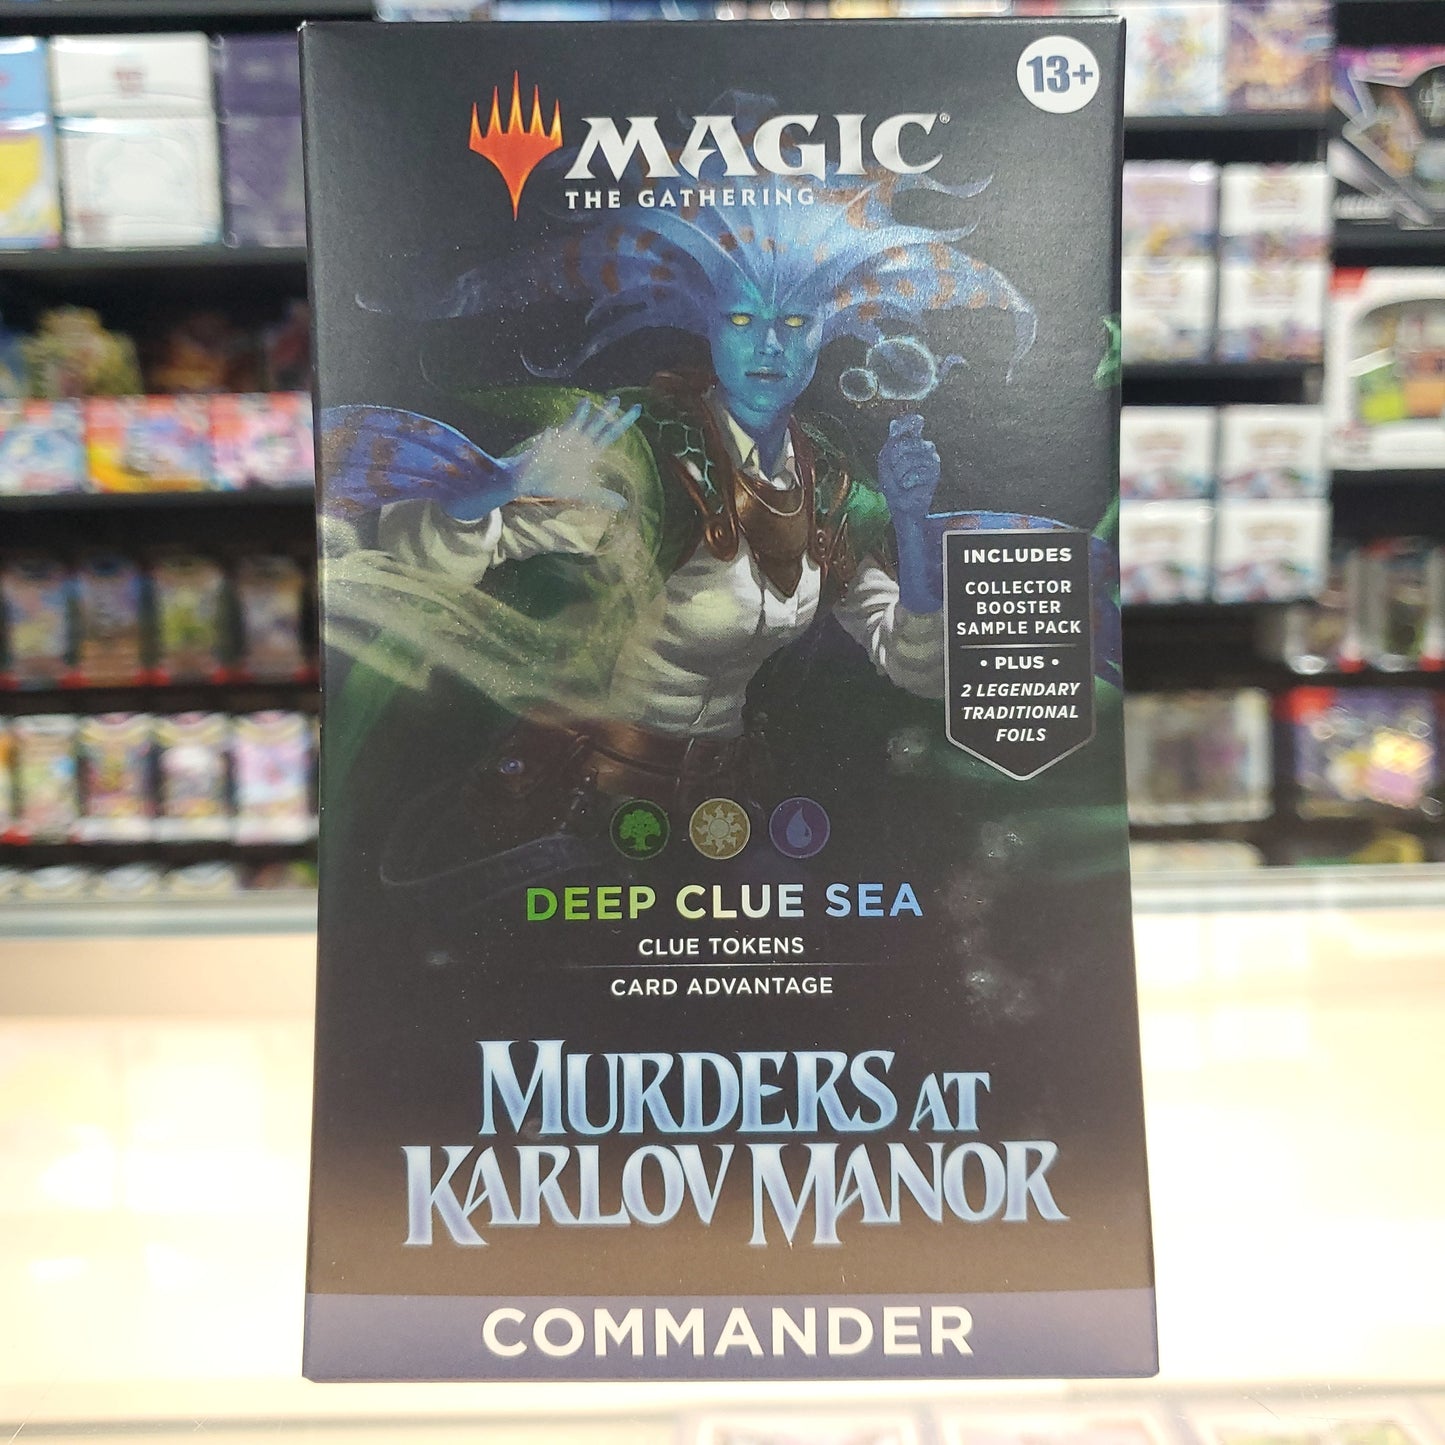 13+
MAGIC®
THE GATHERING
INCLUDES
COLLECTOR
BOOSTER
SAMPLE PACK
• PLUS •
2 LEGENDARY
TRADITIONAL
FOILS
DEEP CLUE SEA
CLUE TOKENS
CARD ADVANTAGE
MURDERS AT
KARLOV MANOR
COMMANDER